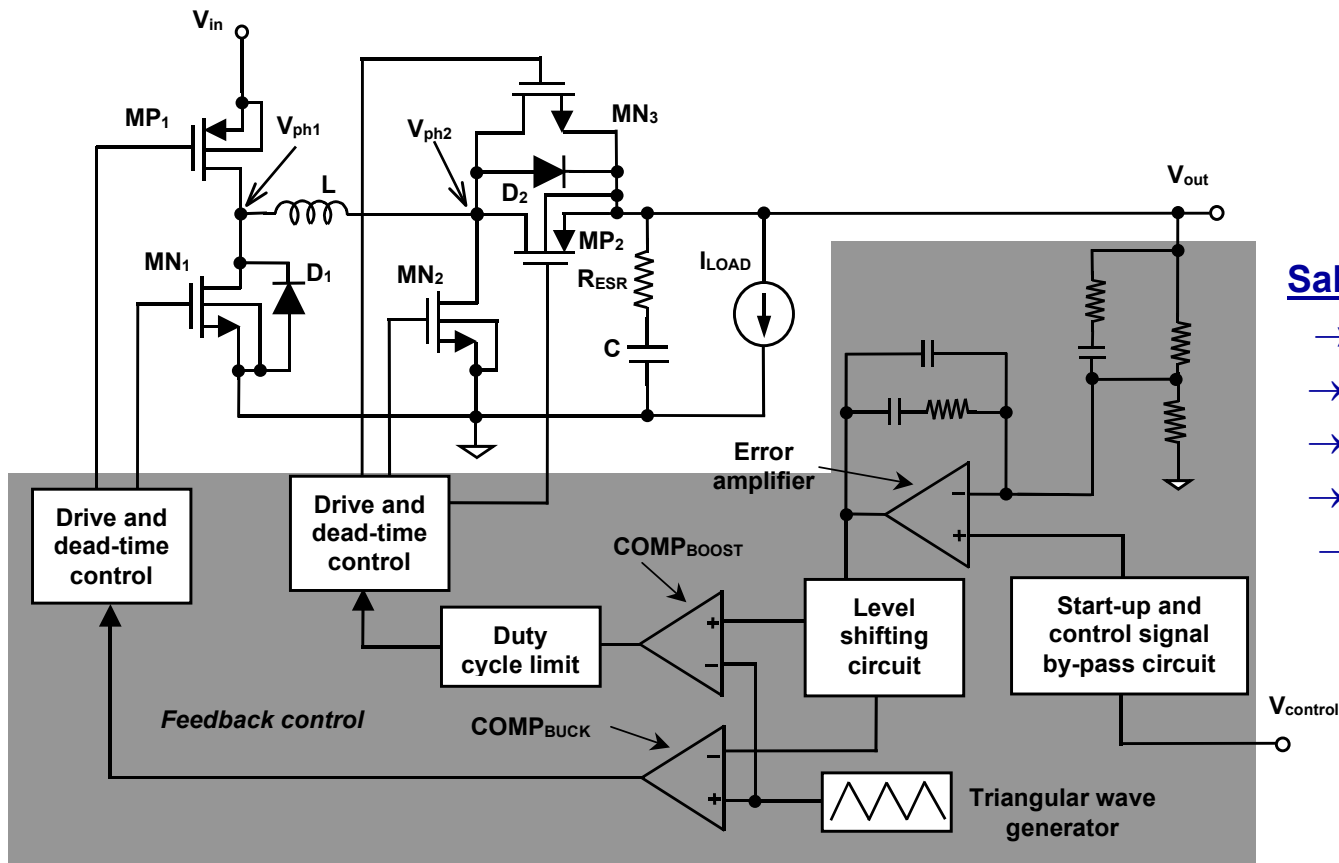 Vin
MP1
Vph1
Vph2
MN3
L
D2
MP2
Vout
MN1
D1
MN2
RESR
C
ILOAD
Error
amplifier
Drive and
dead-time
control
Drive and
dead-time
control
COMPBOOST
Duty
cycle limit
+
−
Level
shifting
circuit
−
+
Start-up and
control signal
by-pass circuit
Feedback control
COMPBUCK
−
+
Vcontrol
Triangular wave
generator